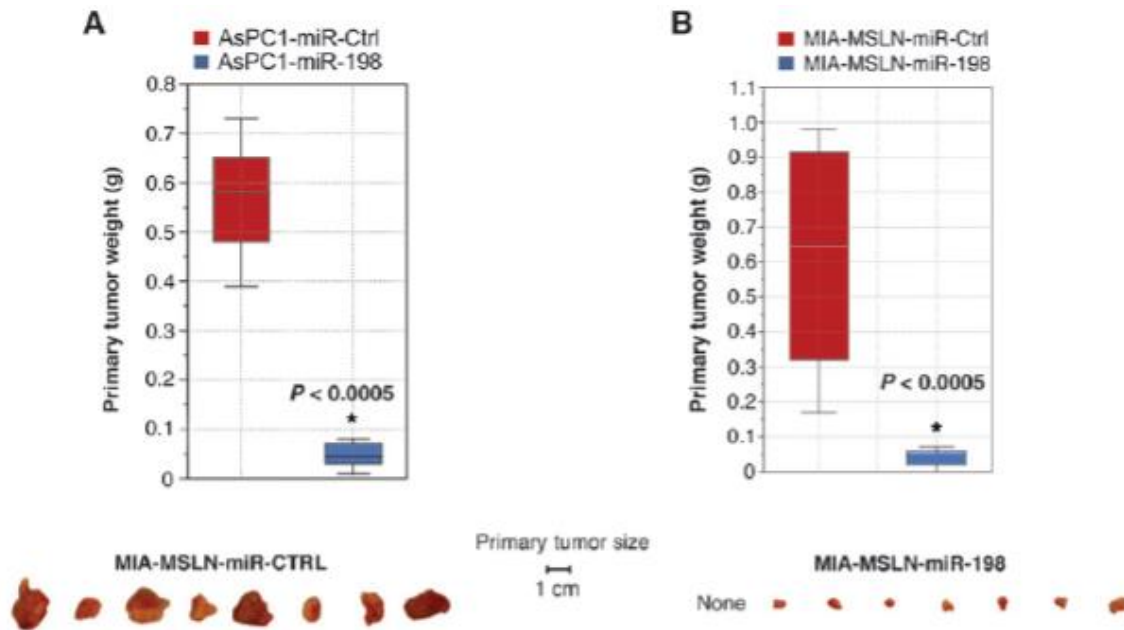 A
AsPC1-miR-Ctrl
AsPC1-miR-198
Primary tumor weight (g)
0.8
0.7
0.6
0.5
0.4
0.3
0.2
0.1
0
P < 0.0005
*
B
MIA-MSLN-miR-Ctrl
MIA-MSLN-miR-198
Primary tumor weight (g)
1.1
1.0
0.9
0.8
0.7
0.6
0.5
0.4
0.3
0.2
0.1
0
P < 0.0005
*
MIA-MSLN-miR-CTRL
Primary tumor size
1 cm
MIA-MSLN-miR-198
None